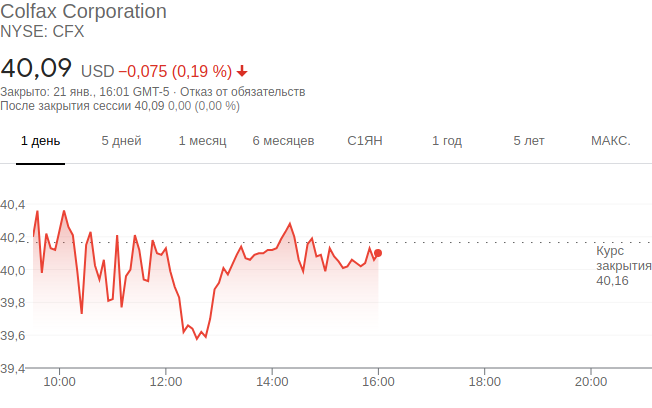 Colfax Corporation
NYSE: CFX
40,09 USD −0,075 (0,19 %)
Закрыто: 21 янв., 16:01 GMT-5 · Отказ от обязательств
После закрытия сессии 40,09 0,00 (0,00 %)
1 день 5 дней 1 месяц 6 месяцев С1ЯН 1 год 5 лет МАКС.
40,4
40,2
Курс
закрытия
40,16
40,0
39,8
39,6
39,4
10:00 12:00 14:00 16:00 18:00 20:00